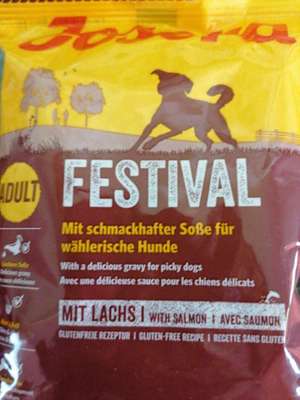 Josera
ADULT
FESTIVAL
Mit schmackhafter Soße für
wählerische Hunde
With a delicious gravy for picky dogs
Avec une délicieuse sauce pour les chiens délicats
MIT LACHS | WITH SALMON | AVEC SAUMON
GLUTENFREIE REZEPTUR | GLUTEN-FREE RECIPE | RECETTE SANS GLUTEN